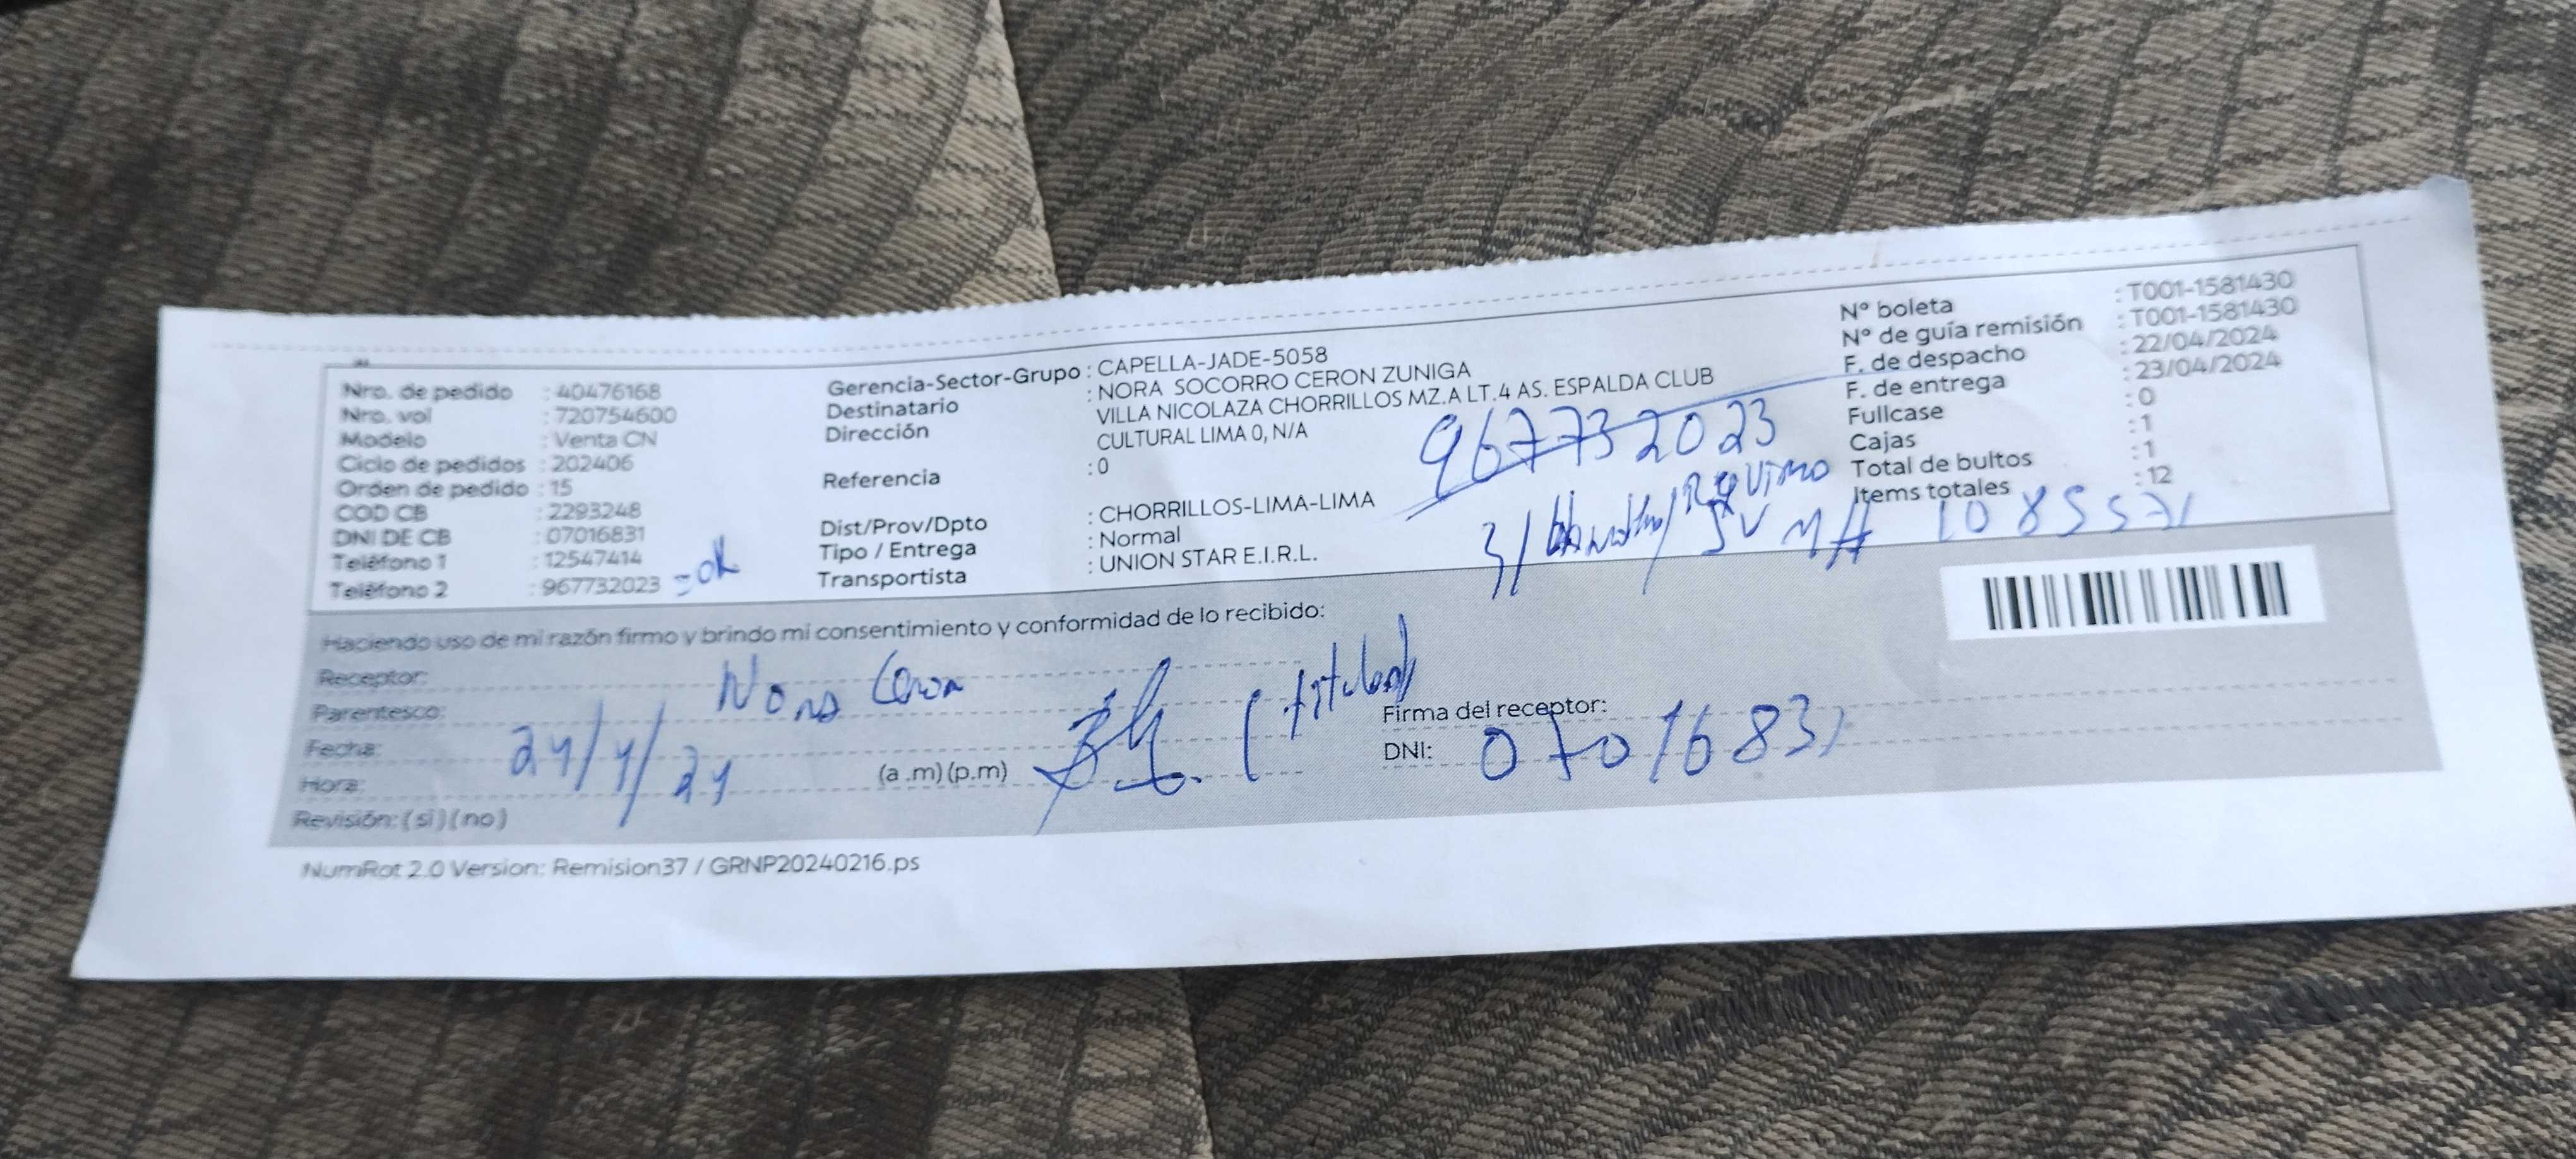 Nro. de pedido : 40476168
Nro. vol : 720754600
Modelo : Venta CN
Ciclo de pedidos : 202406
Orden de pedido : 15
COD CB : 2293248
DNI DE CB : 07016831
Teléfono 1 : 12547414
Teléfono 2 : 967732023 -ok
Gerencia-Sector-Grupo : CAPELLA-JADE-5058
Destinatario : NORA SOCORRO CERON ZUNIGA
Dirección VILLA NICOLAZA CHORRILLOS MZ.A LT.4 AS. ESPALDA CLUB
CULTURAL LIMA 0, N/A
Referencia : 0
Dist/Prov/Dpto : CHORRILLOS-LIMA-LIMA
Tipo / Entrega : Normal
Transportista : UNION STAR E.I.R.L.
967732023
Nº boleta : T001-1581430
Nº de guía remisión : T001-1581430
F. de despacho : 22/04/2024
F. de entrega : 23/04/2024
Fullcase : 0
Cajas : 1
Total de bultos : 1
Items totales : 12
Haciendo uso de mi razón firmo y brindo mi consentimiento y conformidad de lo recibido:
Receptor: Nora Ceron
Parentesco: (titular)
Fecha: 24/4/24
Hora: (a .m) (p.m)
Revisión: ( si ) ( no )
Firma del receptor:
DNI: 07016831
NumRot 2.0 Version: Remision37 / GRNP20240216.ps